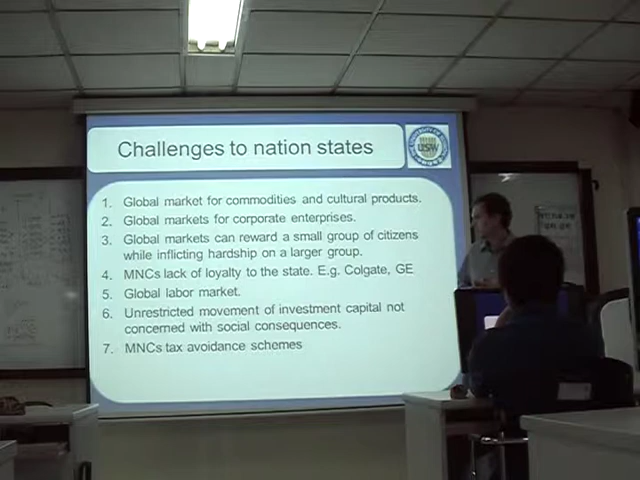 Challenges to nation states
1. Global market for commodities and cultural products.
2. Global markets for corporate enterprises.
3. Global markets can reward a small group of citizens
while inflicting hardship on a larger group.
4. MNCs lack of loyalty to the state. E.g. Colgate, GE
5. Global labor market.
6. Unrestricted movement of investment capital not
concerned with social consequences.
7. MNCs tax avoidance schemes